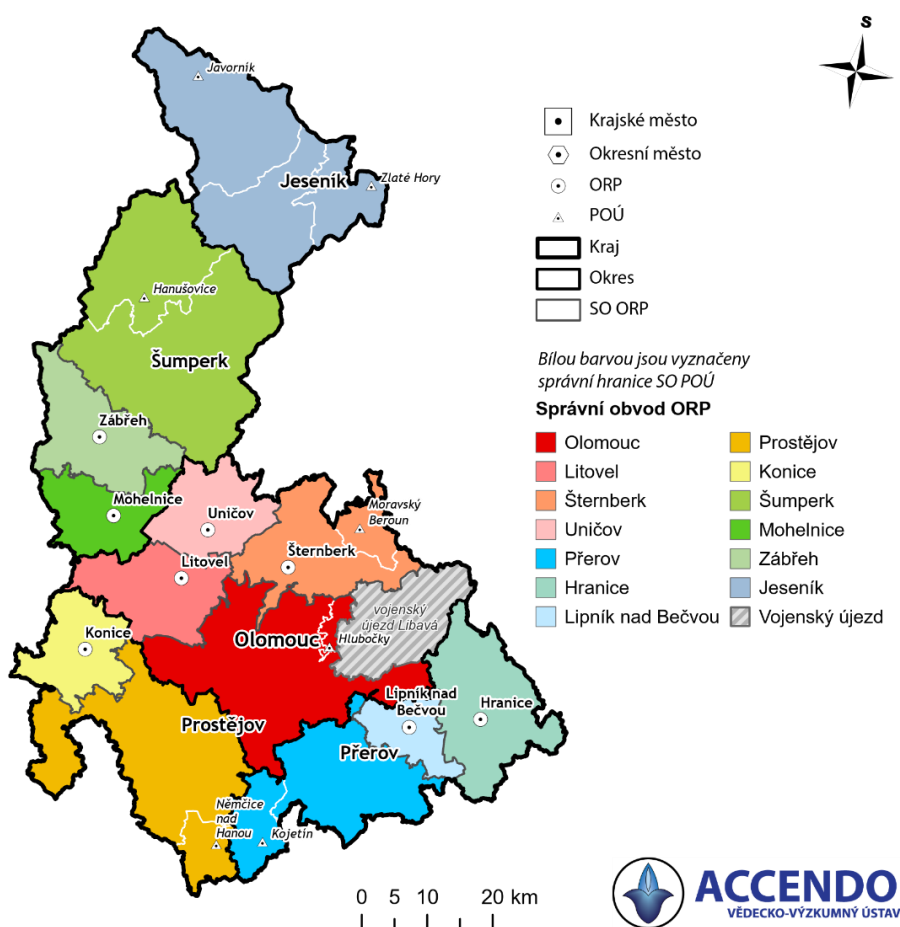 S
Javorník
Jeseník
Zlaté Hory
Hanušovice
Šumperk
Zábřeh
Mohelnice
Uničov
Moravský
Beroun
Šternberk
Litovel
vojenský
újezd Libavá
Konice
Olomouc
Hlubočky
Lipník nad
Bečvou
Hranice
Prostějov
Přerov
Němčice
nad
Hanou
Kojetín
Krajské město
Okresní město
ORP
POÚ
Kraj
Okres
SO ORP
Bílou barvou jsou vyznačeny
správní hranice SO POÚ
Správní obvod ORP
Olomouc
Litovel
Šternberk
Uničov
Přerov
Hranice
Lipník nad Bečvou
Prostějov
Konice
Šumperk
Mohelnice
Zábřeh
Jeseník
Vojenský újezd
0 5 10 20 km
ACCENDO
VĚDECKO-VÝZKUMNÝ ÚSTAV